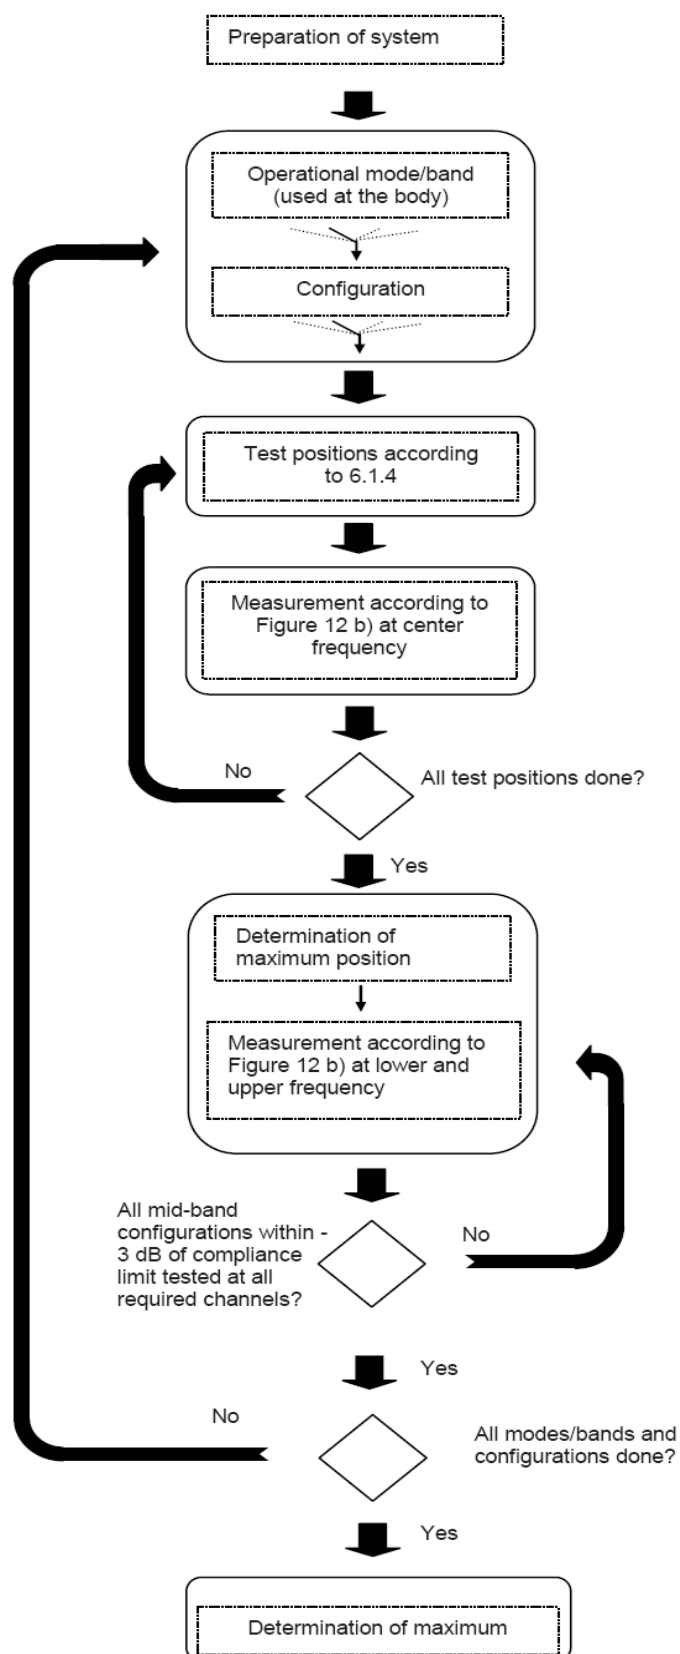 Preparation of system
Operational mode/band
(used at the body)
Configuration
Test positions according
to 6.1.4
Measurement according to
Figure 12 b) at center
frequency
No
All test positions done?
Yes
Determination of
maximum position
Measurement according to
Figure 12 b) at lower and
upper frequency
All mid-band
configurations within -
3 dB of compliance
limit tested at all
required channels?
No
Yes
No
All modes/bands and
configurations done?
Yes
Determination of maximum